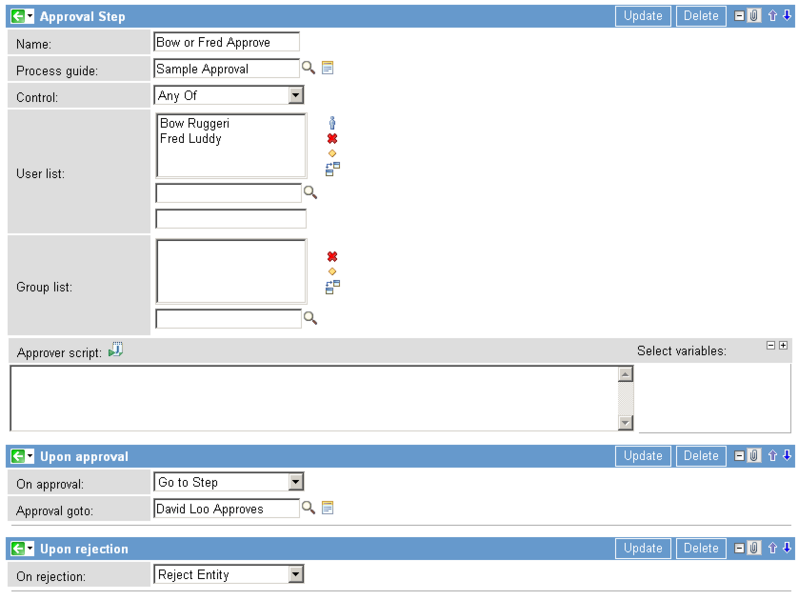 Approval Step Update Delete
Name: Bow or Fred Approve
Process guide: Sample Approval
Control: Any Of
User list:
Bow Ruggeri
Fred Luddy
Group list:
Approver script: Select variables:
Upon approval Update Delete
On approval: Go to Step
Approval goto: David Loo Approves
Upon rejection Update Delete
On rejection: Reject Entity